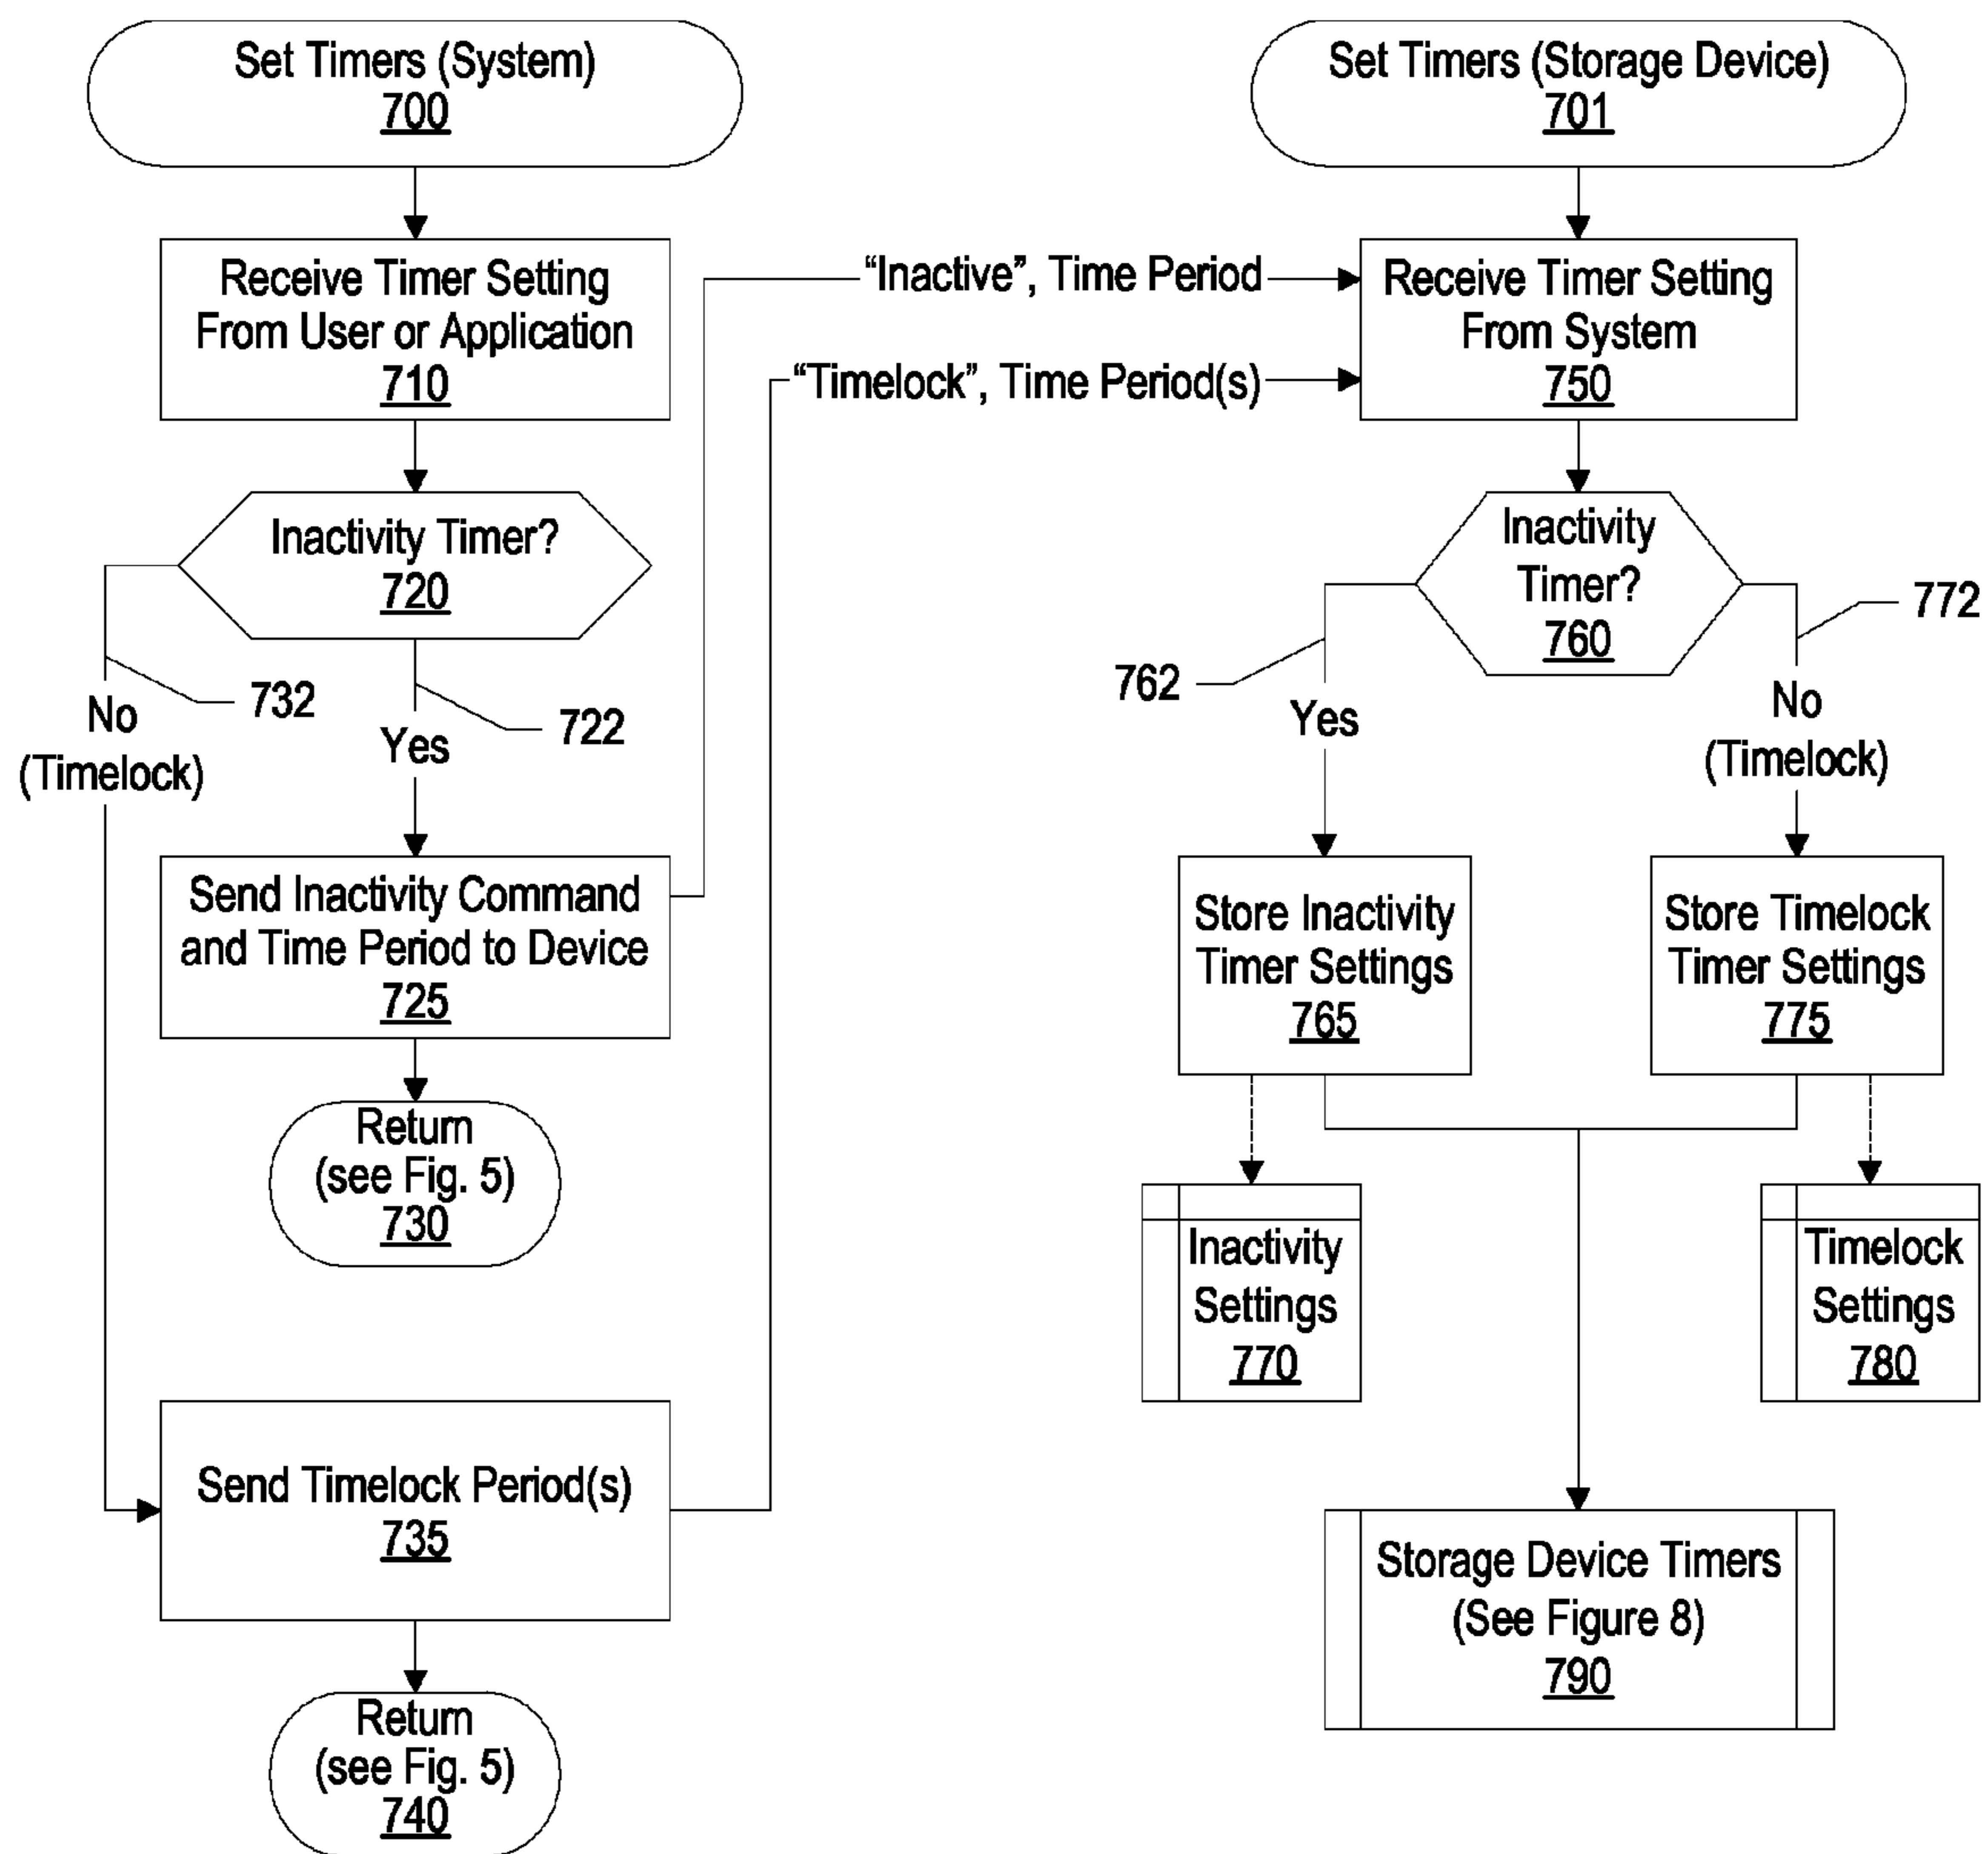 Set Timers (System)
700
Receive Timer Setting
From User or Application
710
Inactivity Timer?
720
732
No
(Timelock)
722
Yes
Send Inactivity Command
and Time Period to Device
725
Return
(see Fig. 5)
730
Send Timelock Period(s)
735
Return
(see Fig. 5)
740
“Inactive”, Time Period
“Timelock”, Time Period(s)
Set Timers (Storage Device)
701
Receive Timer Setting
From System
750
Inactivity
Timer?
760
762
Yes
772
No
(Timelock)
Store Inactivity
Timer Settings
765
Store Timelock
Timer Settings
775
Inactivity
Settings
770
Timelock
Settings
780
Storage Device Timers
(See Figure 8)
790